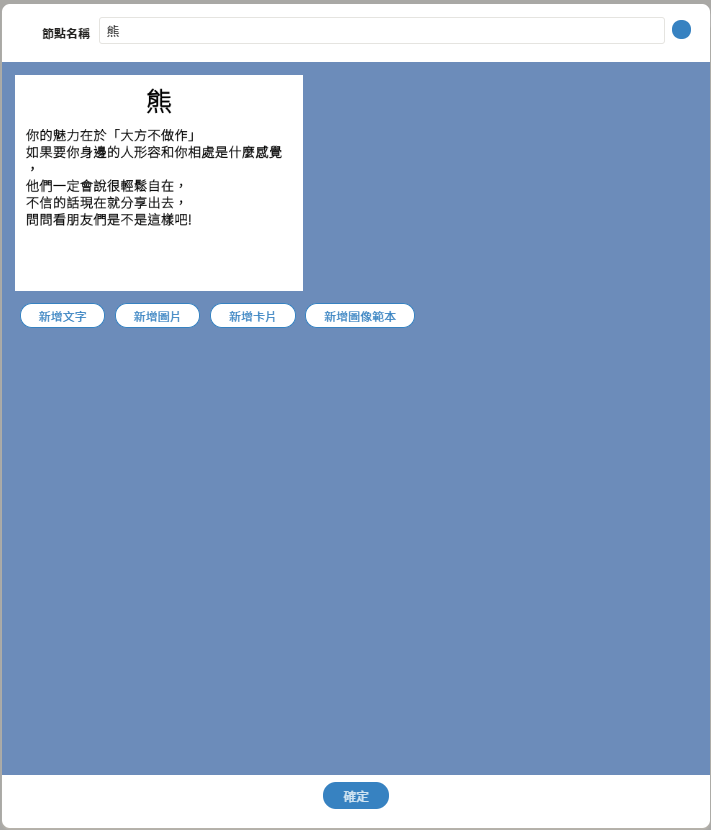 節點名稱
熊
熊
你的魅力在於「大方不做作」
如果要你身邊的人形容和你相處是什麼感覺
，
他們一定會說很輕鬆自在，
不信的話現在就分享出去，
問問看朋友們是不是這樣吧!
新增文字
新增圖片
新增卡片
新增圖像範本
確定